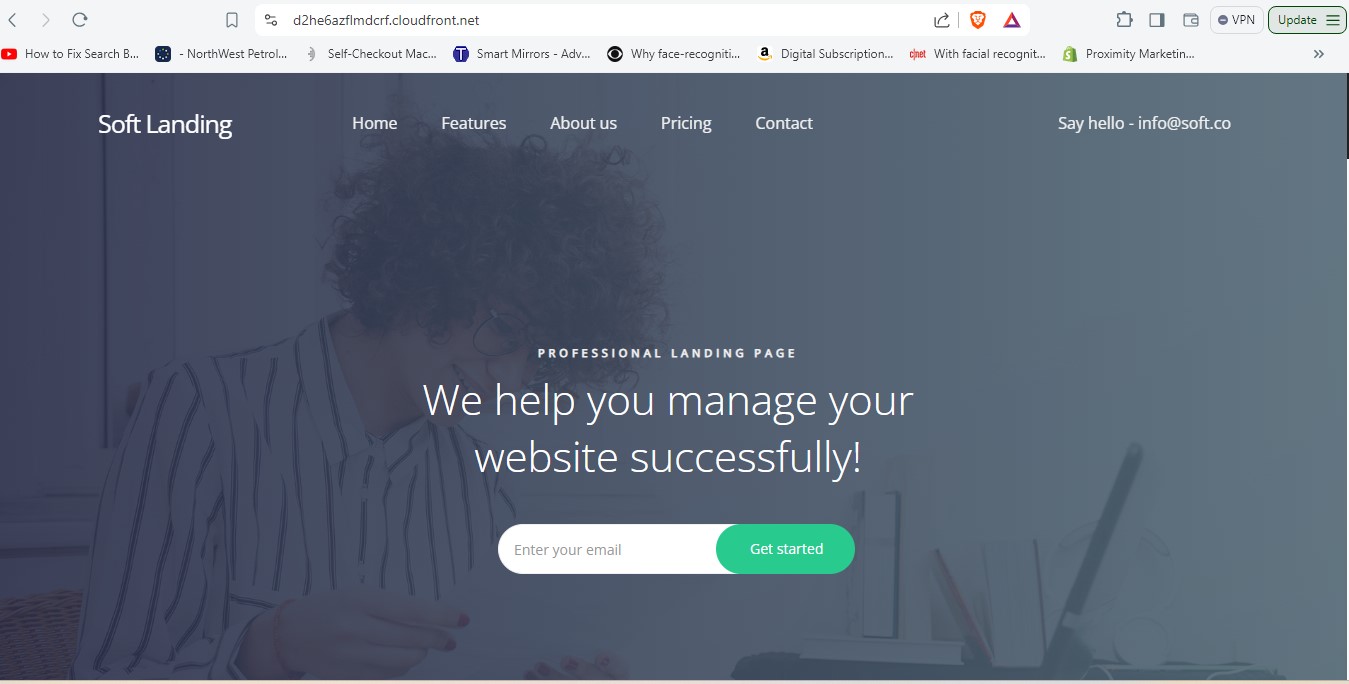 d2he6azflmdcrf.cloudfront.net
VPN
Update
How to Fix Search B...
- NorthWest Petrol...
Self-Checkout Mac...
Smart Mirrors - Adv...
Why face-recogniti...
Digital Subscription...
c|net
With facial recognit...
Proximity Marketin...
»
Soft Landing
Home
Features
About us
Pricing
Contact
Say hello - info@soft.co
PROFESSIONAL LANDING PAGE
We help you manage your
website successfully!
Enter your email
Get started